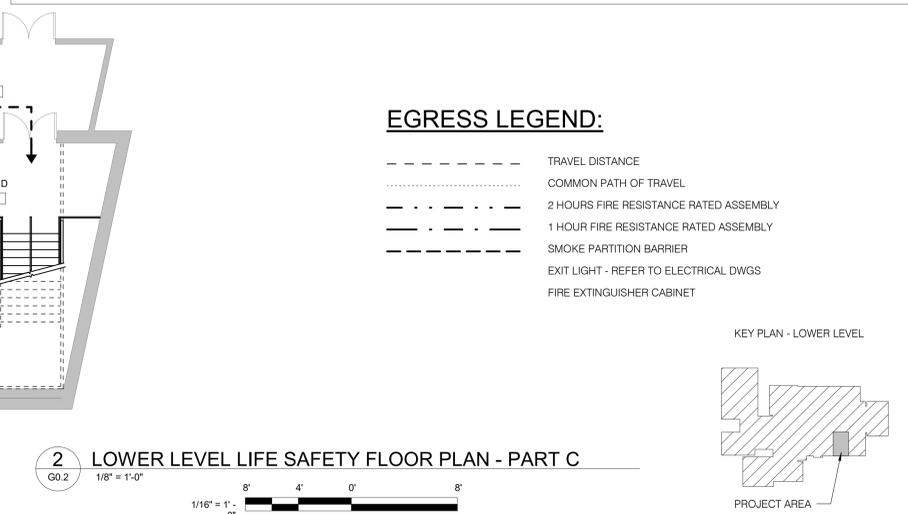 D
EGRESS LEGEND:
TRAVEL DISTANCE
COMMON PATH OF TRAVEL
2 HOURS FIRE RESISTANCE RATED ASSEMBLY
1 HOUR FIRE RESISTANCE RATED ASSEMBLY
SMOKE PARTITION BARRIER
EXIT LIGHT - REFER TO ELECTRICAL DWGS
FIRE EXTINGUISHER CABINET
KEY PLAN - LOWER LEVEL
PROJECT AREA
2
G0.2
LOWER LEVEL LIFE SAFETY FLOOR PLAN - PART C
1/8" = 1'-0"
8' 4' 0' 8'
1/16" = 1' -
0"